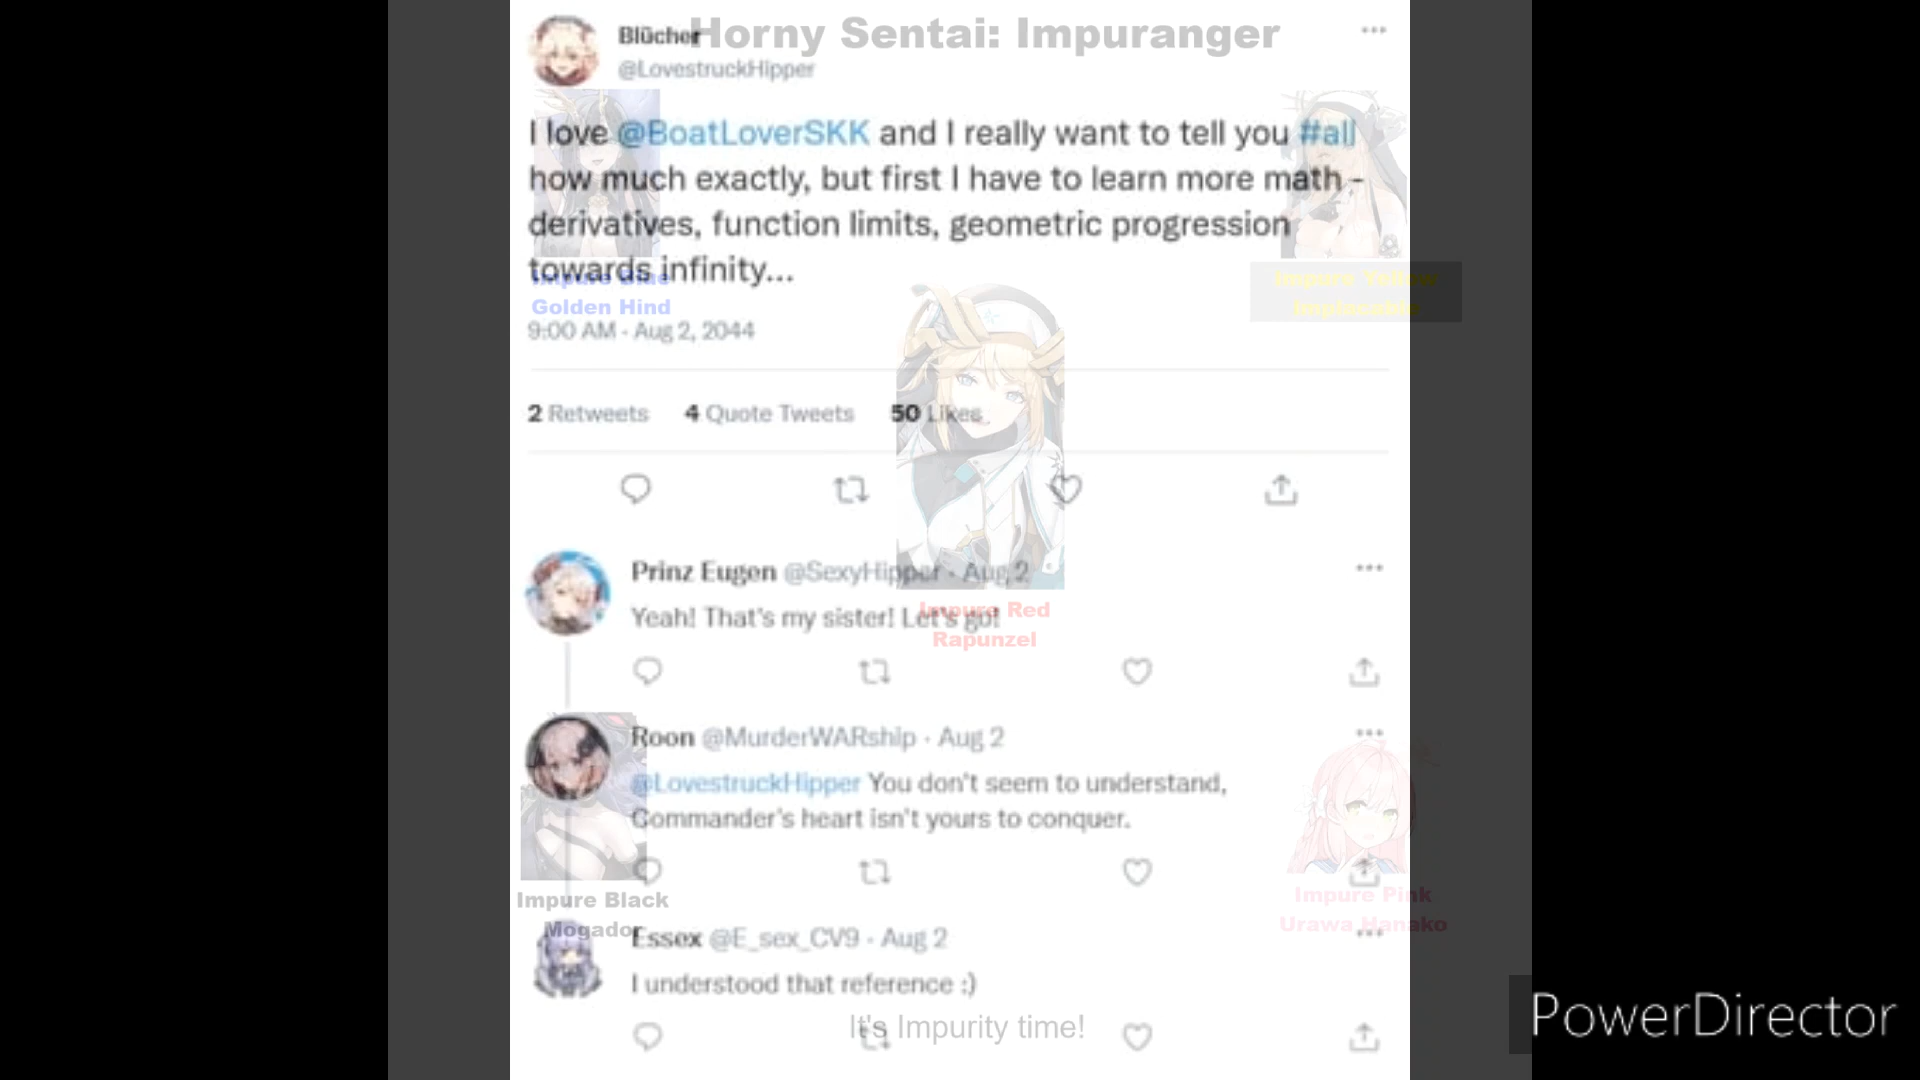 Horny Sentai: Impuranger
Blücher
@LovestruckHipper
I love @BoatLoverSKK and I really want to tell you #all
how much exactly, but first I have to learn more math -
derivatives, function limits, geometric progression
towards infinity...
Impure Blue
Golden Hind
Impure Yellow
Implacable
9:00 AM · Aug 2, 2044
2 Retweets 4 Quote Tweets 50 Likes
Prinz Eugen @SexyHipper · Aug 2
Yeah! That's my sister! Let's go!
Impure Red
Rapunzel
Roon @MurderWARship · Aug 2
@LovestruckHipper You don't seem to understand,
Commander's heart isn't yours to conquer.
Impure Black
Mogador
Impure Pink
Urawa Hanako
Essex @E_sex_CV9 · Aug 2
I understood that reference :)
It's Impurity time!
PowerDirector